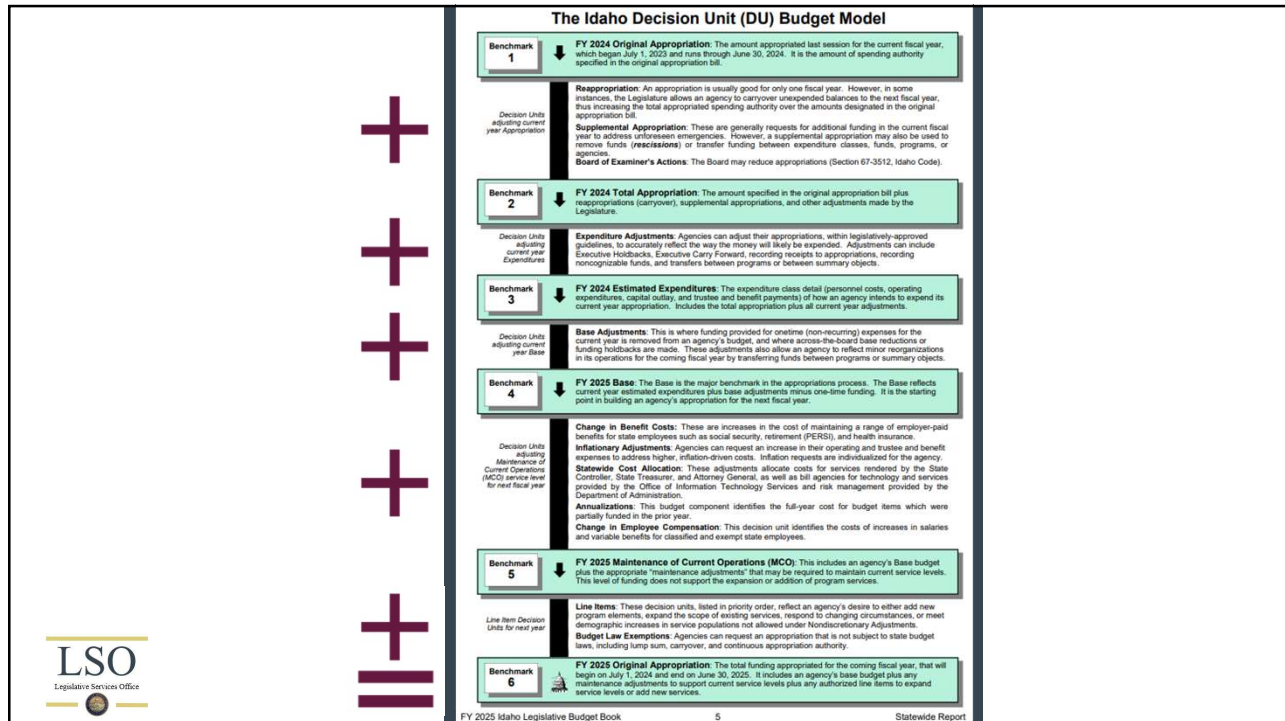 The Idaho Decision Unit (DU) Budget Model
Benchmark
1
FY 2024 Original Appropriation: The amount appropriated last session for the current fiscal year,
which began July 1, 2023 and runs through June 30, 2024. It is the amount of spending authority
specified in the original appropriation bill.
Decision Units
adjusting current
year Appropriation
Reappropriation: An appropriation is usually good for only one fiscal year. However, in some
instances, the Legislature allows an agency to carryover unexpended balances to the next fiscal year,
thus increasing the total appropriated spending authority over the amounts designated in the original
appropriation bill.
Supplemental Appropriation: These are generally requests for additional funding in the current fiscal
year to address unforeseen emergencies. However, a supplemental appropriation may also be used to
remove funds (rescissions) or transfer funding between expenditure classes, funds, programs, or
agencies.
Board of Examiner's Actions: The Board may reduce appropriations (Section 67-3512, Idaho Code).
Benchmark
2
FY 2024 Total Appropriation: The amount specified in the original appropriation bill plus
reappropriations (carryover), supplemental appropriations, and other adjustments made by the
Legislature.
Decision Units
adjusting
current year
Expenditures
Expenditure Adjustments: Agencies can adjust their appropriations, within legislatively-approved
guidelines, to accurately reflect the way the money will likely be expended. Adjustments can include
Executive Holdbacks, Executive Carry Forward, recording receipts to appropriations, recording
noncognizable funds, and transfers between programs or between summary objects.
Benchmark
3
FY 2024 Estimated Expenditures: The expenditure class detail (personnel costs, operating
expenditures, capital outlay, and trustee and benefit payments) of how an agency intends to expend its
current year appropriation. Includes the total appropriation plus all current year adjustments.
Decision Units
adjusting current
year Base
Base Adjustments: This is where funding provided for onetime (non-recurring) expenses for the
current year is removed from an agency's budget, and where across-the-board base reductions or
funding holdbacks are made. These adjustments also allow an agency to reflect minor reorganizations
in its operations for the coming fiscal year by transferring funds between programs or summary objects.
Benchmark
4
FY 2025 Base: The Base is the major benchmark in the appropriations process. The Base reflects
current year estimated expenditures plus base adjustments minus one-time funding. It is the starting
point in building an agency's appropriation for the next fiscal year.
Decision Units
adjusting
Maintenance of
Current Operations
(MCO) service level
for next fiscal year
Change in Benefit Costs: These are increases in the cost of maintaining a range of employer-paid
benefits for state employees such as social security, retirement (PERSI), and health insurance.
Inflationary Adjustments: Agencies can request an increase in their operating and trustee and benefit
expenses to address higher, inflation-driven costs. Inflation requests are individualized for the agency.
Statewide Cost Allocation: These adjustments allocate costs for services rendered by the State
Controller, State Treasurer, and Attorney General, as well as bill agencies for technology and services
provided by the Office of Information Technology Services and risk management provided by the
Department of Administration.
Annualizations: This budget component identifies the full-year cost for budget items which were
partially funded in the prior year.
Change in Employee Compensation: This decision unit identifies the costs of increases in salaries
and variable benefits for classified and exempt state employees.
Benchmark
5
FY 2025 Maintenance of Current Operations (MCO): This includes an agency's Base budget
plus the appropriate "maintenance adjustments" that may be required to maintain current service levels.
This level of funding does not support the expansion or addition of program services.
Line Item Decision
Units for next year
Line Items: These decision units, listed in priority order, reflect an agency's desire to either add new
program elements, expand the scope of existing services, respond to changing circumstances, or meet
demographic increases in service populations not allowed under Nondiscretionary Adjustments.
Budget Law Exemptions: Agencies can request an appropriation that is not subject to state budget
laws, including lump sum, carryover, and continuous appropriation authority.
Benchmark
6
FY 2025 Original Appropriation: The total funding appropriated for the coming fiscal year, that will
begin on July 1, 2024 and end on June 30, 2025. It includes an agency's base budget plus any
maintenance adjustments to support current service levels plus any authorized line items to expand
service levels or add new services.
FY 2025 Idaho Legislative Budget Book 5 Statewide Report
LSO
Legislative Services Office